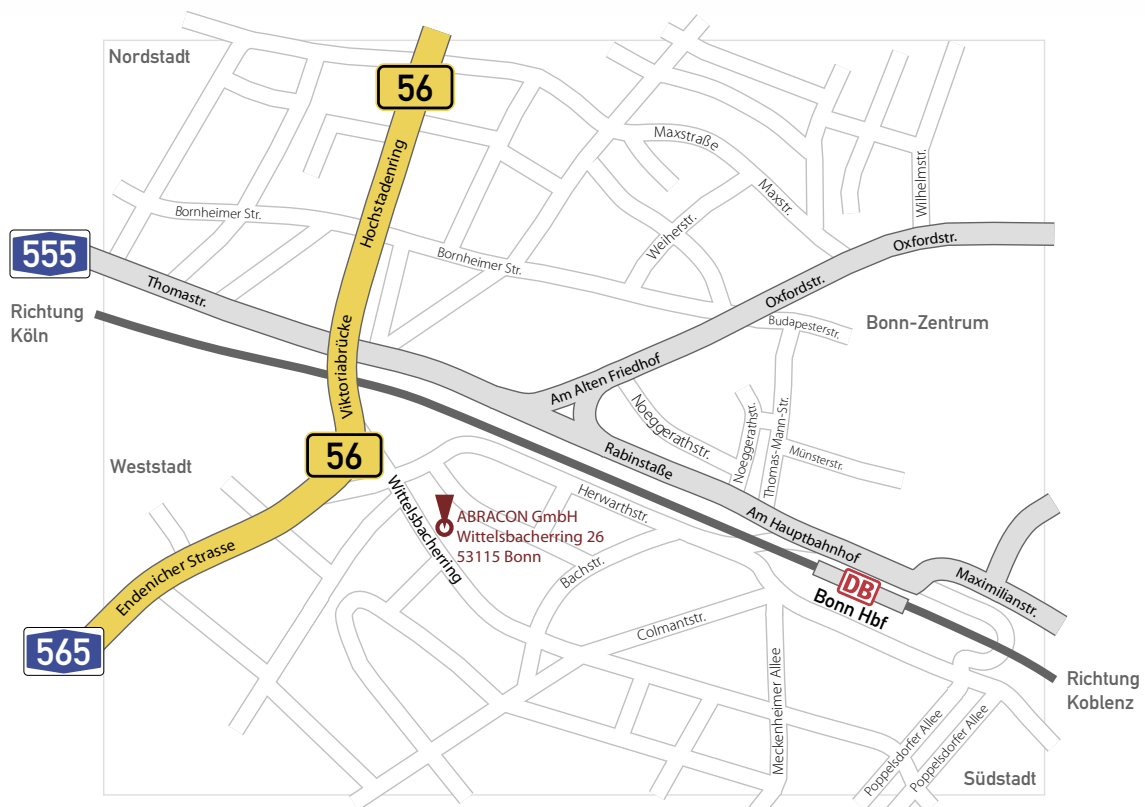 Nordstadt
56
Hochstadenring
Maxstraße
Maxstr.
Wilhelmstr.
Bornheimer Str.
Weiherstr.
Oxfordstr.
555
Bornheimer Str.
Thomastr.
Oxfordstr.
Richtung
Köln
Budapesterstr.
Bonn-Zentrum
Viktoriabrücke
Am Alten Friedhof
Noeggerathstr.
Noeggerathstr.
Thomas-Mann-Str.
Münsterstr.
56
Weststadt
Rabinstaße
Wittelsbacherring
Herwarthstr.
ABRACON GmbH
Wittelsbacherring 26
53115 Bonn
Am Hauptbahnhof
Endenicher Strasse
Bachstr.
DB
Bonn Hbf
Maximilianstr.
Colmantstr.
565
Meckenheimer Allee
Richtung
Koblenz
Poppelsdorfer Allee
Poppelsdorfer Allee
Südstadt